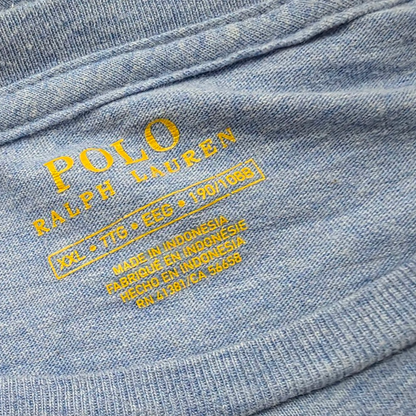 POLO
RALPH LAUREN
XXL • TTG • EEG • 190/108B
MADE IN INDONESIA
FABRIQUÉ EN INDONÉSIE
HECHO EN INDONESIA
RN 41381/CA 56658